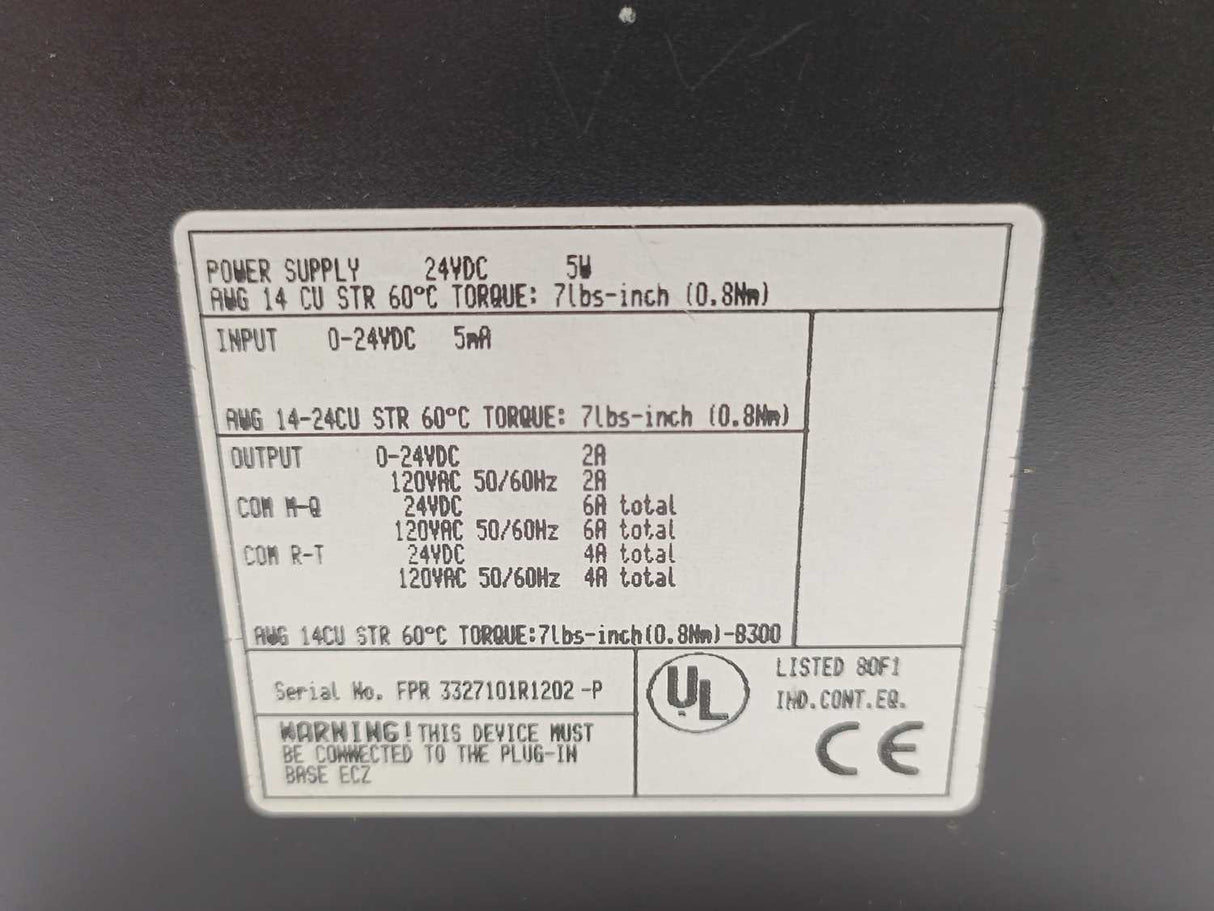 POWER SUPPLY 24VDC 5W
AWG 14 CU STR 60°C TORQUE: 7lbs-inch (0.8Nm)
INPUT 0-24VDC 5mA
AWG 14-24CU STR 60°C TORQUE: 7lbs-inch (0.8Nm)
OUTPUT 0-24VDC 2A
120VAC 50/60Hz 2A
COM M-Q 24VDC 6A total
120VAC 50/60Hz 6A total
COM R-T 24VDC 4A total
120VAC 50/60Hz 4A total
AWG 14CU STR 60°C TORQUE:7lbs-inch(0.8Nm)-B300
Serial No. FPR 3327101R1202 -P
WARNING! THIS DEVICE MUST
BE CONNECTED TO THE PLUG-IN
BASE ECZ
UL
LISTED 80F1
IND.CONT.EQ.
CE